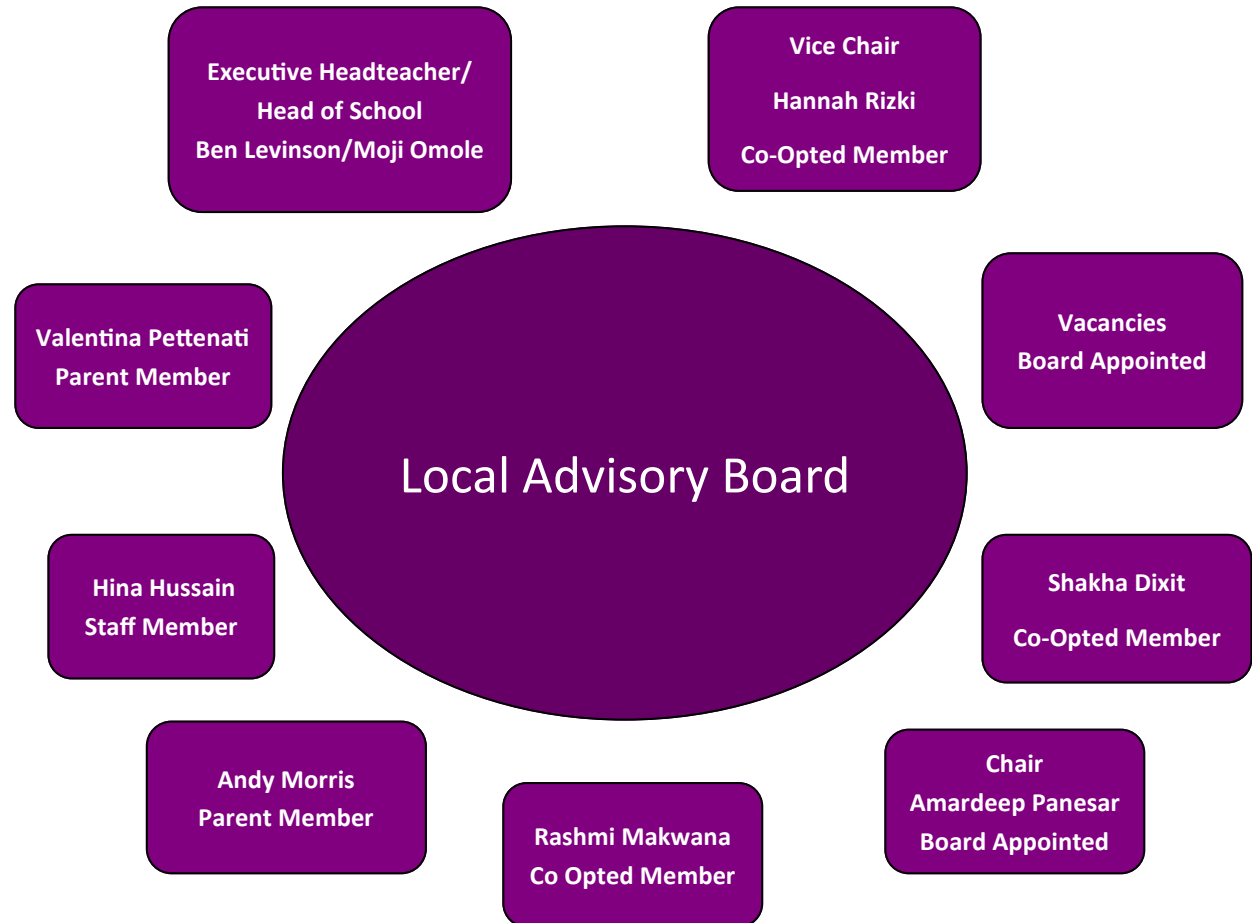 Executive Headteacher/
Head of School
Ben Levinson/Moji Omole
Vice Chair
Hannah Rizki
Co-Opted Member
Valentina Pettenati
Parent Member
Vacancies
Board Appointed
Local Advisory Board
Hina Hussain
Staff Member
Shakha Dixit
Co-Opted Member
Andy Morris
Parent Member
Rashmi Makwana
Co Opted Member
Chair
Amardeep Panesar
Board Appointed